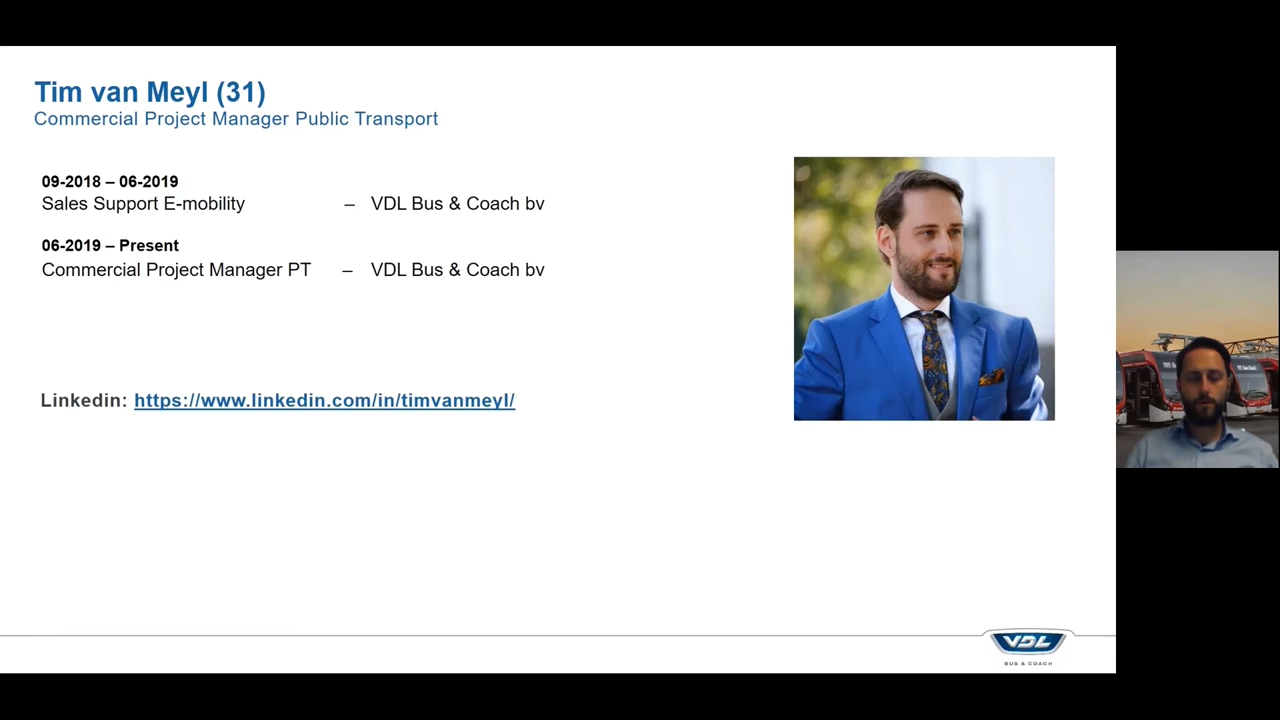 Tim van Meyl (31)
Commercial Project Manager Public Transport
09-2018 – 06-2019
Sales Support E-mobility – VDL Bus & Coach bv
06-2019 – Present
Commercial Project Manager PT – VDL Bus & Coach bv
Linkedin: https://www.linkedin.com/in/timvanmeyl/
VDL
BUS & COACH